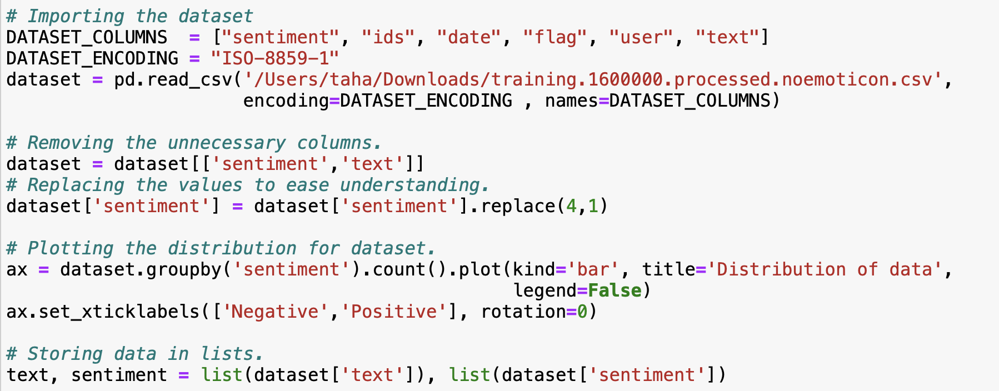 # Importing the dataset
DATASET_COLUMNS  = ["sentiment", "ids", "date", "flag", "user", "text"]
DATASET_ENCODING = "ISO-8859-1"
dataset = pd.read_csv('/Users/taha/Downloads/training.1600000.processed.noemoticon.csv',
                      encoding=DATASET_ENCODING , names=DATASET_COLUMNS)

# Removing the unnecessary columns.
dataset = dataset[['sentiment','text']]
# Replacing the values to ease understanding.
dataset['sentiment'] = dataset['sentiment'].replace(4,1)

# Plotting the distribution for dataset.
ax = dataset.groupby('sentiment').count().plot(kind='bar', title='Distribution of data',
                                               legend=False)
ax.set_xticklabels(['Negative','Positive'], rotation=0)

# Storing data in lists.
text, sentiment = list(dataset['text']), list(dataset['sentiment'])